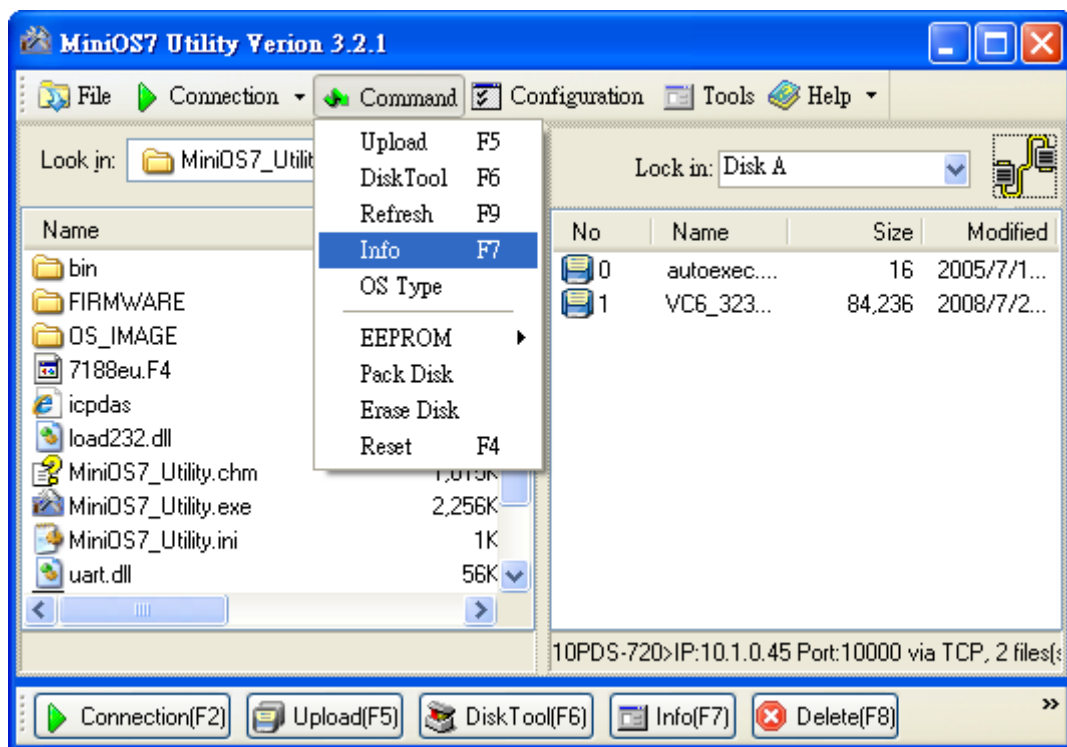 MiniOS7 Utility Verion 3.2.1
File Connection Command Configuration Tools Help
Look in: MiniOS7_Utilit
Lock in: Disk A
Upload F5
DiskTool F6
Refresh F9
Info F7
OS Type
EEPROM
Pack Disk
Erase Disk
Reset F4
Name
bin
FIRMWARE
OS_IMAGE
7188eu.F4
icpdas
load232.dll
MiniOS7_Utility.chm 1,015K
MiniOS7_Utility.exe 2,256K
MiniOS7_Utility.ini 1K
uart.dll 56K
No Name Size Modified
0 autoexec.... 16 2005/7/1...
1 VC6_323... 84,236 2008/7/2...
10PDS-720>IP:10.1.0.45 Port:10000 via TCP, 2 files(s
Connection(F2) Upload(F5) DiskTool(F6) Info(F7) Delete(F8) »